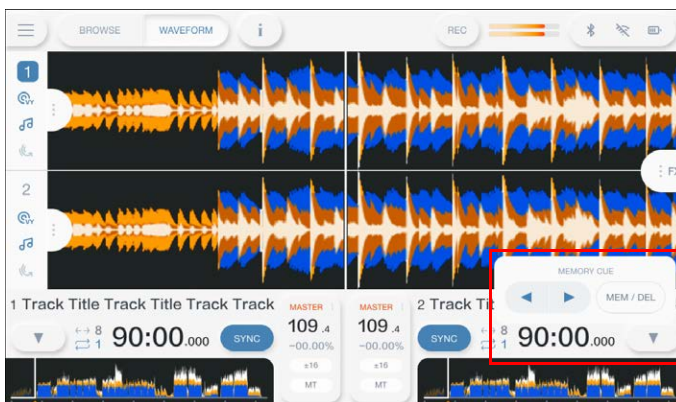 BROWSE WAVEFORM i REC
1
2
FX
MEMORY CUE
MEM / DEL
1 Track Title Track Title Track Track MASTER MASTER 2 Track Tit
8 90:00.000 SYNC 109.4 109.4 SYNC 8 90:00.000
1 -00.00% -00.00% 1
±16 ±16
MT MT